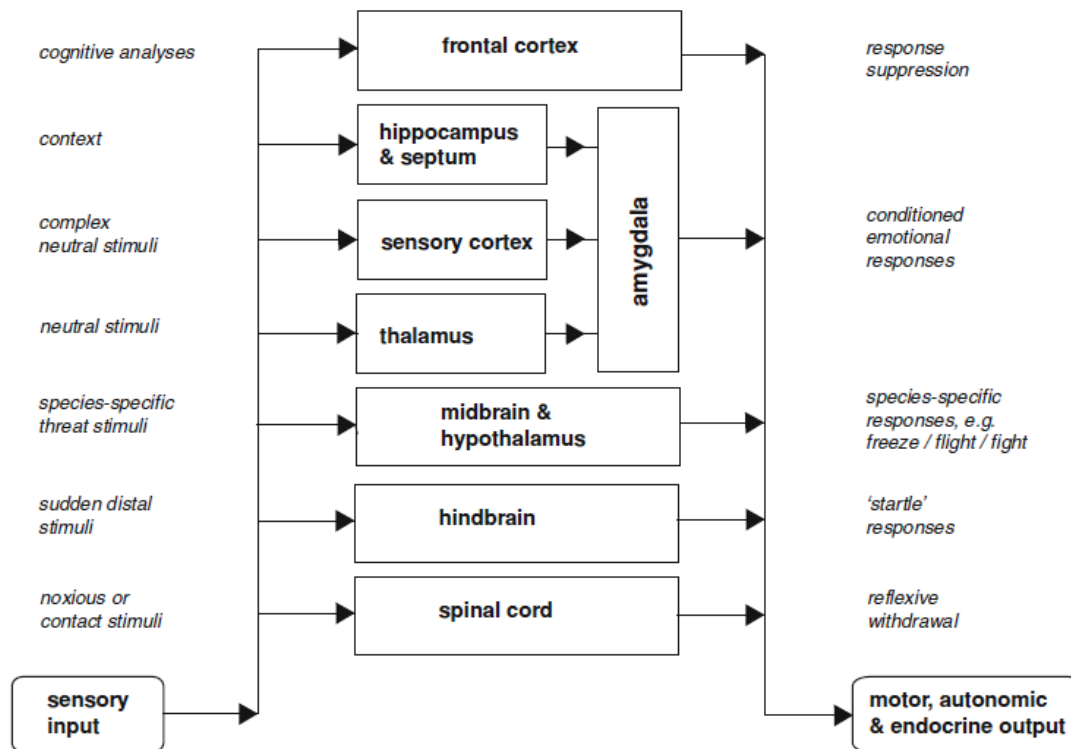 cognitive analyses
frontal cortex
response
suppression
context
hippocampus
& septum
complex
neutral stimuli
sensory cortex
amygdala
conditioned
emotional
responses
neutral stimuli
thalamus
species-specific
threat stimuli
midbrain &
hypothalamus
species-specific
responses, e.g.
freeze / flight / fight
sudden distal
stimuli
hindbrain
‘startle’
responses
noxious or
contact stimuli
spinal cord
reflexive
withdrawal
sensory
input
motor, autonomic
& endocrine output